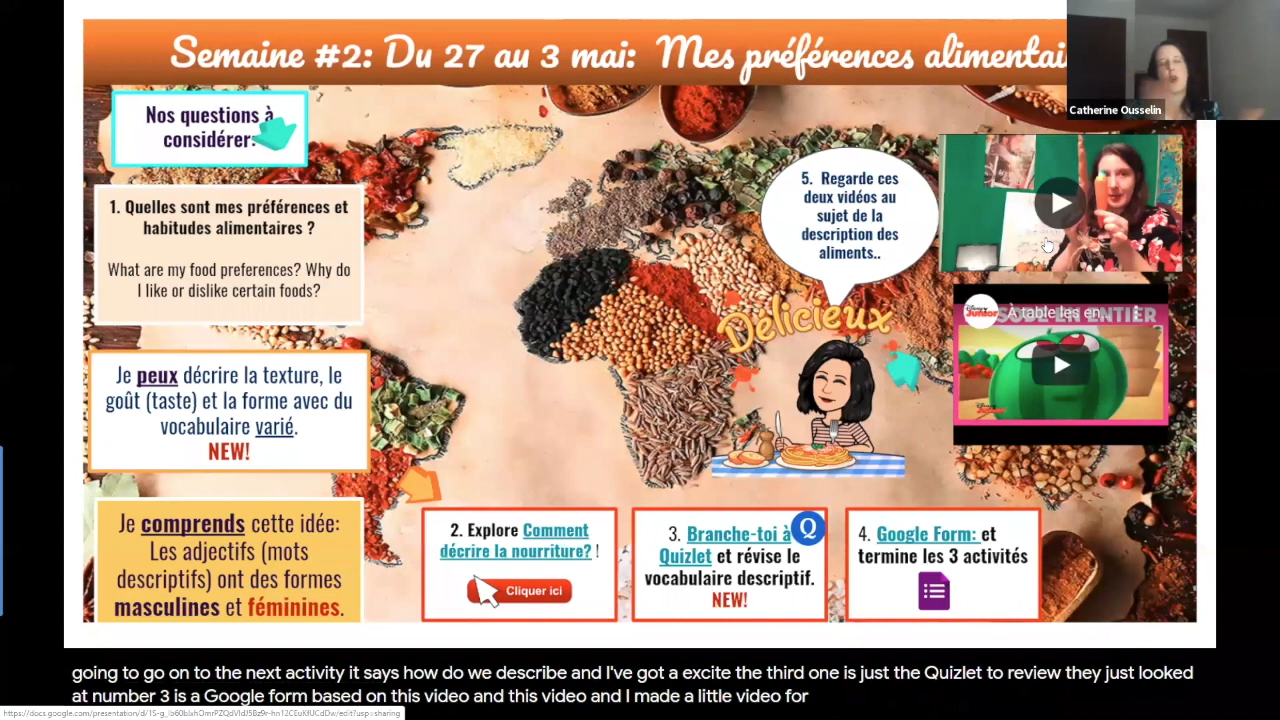 Semaine #2: Du 27 au 3 mai: Mes préférences alimentai
Catherine Ousselin
Nos questions à
considérer:
1. Quelles sont mes préférences et
habitudes alimentaires ?
What are my food preferences? Why do
I like or dislike certain foods?
Je peux décrire la texture, le
goût (taste) et la forme avec du
vocabulaire varié.
NEW!
Je comprends cette idée:
Les adjectifs (mots
descriptifs) ont des formes
masculines et féminines.
2. Explore Comment
décrire la nourriture? !
Cliquer ici
3. Branche-toi à
Quizlet et révise le
vocabulaire descriptif.
NEW!
Q
4. Google Form: et
termine les 3 activités
5. Regarde ces
deux vidéos au
sujet de la
description des
aliments..
Délicieux
À table les en...
ENTIER
going to go on to the next activity it says how do we describe and I've got a excite the third one is just the Quizlet to review they just looked
at number 3 is a Google form based on this video and this video and I made a little video for